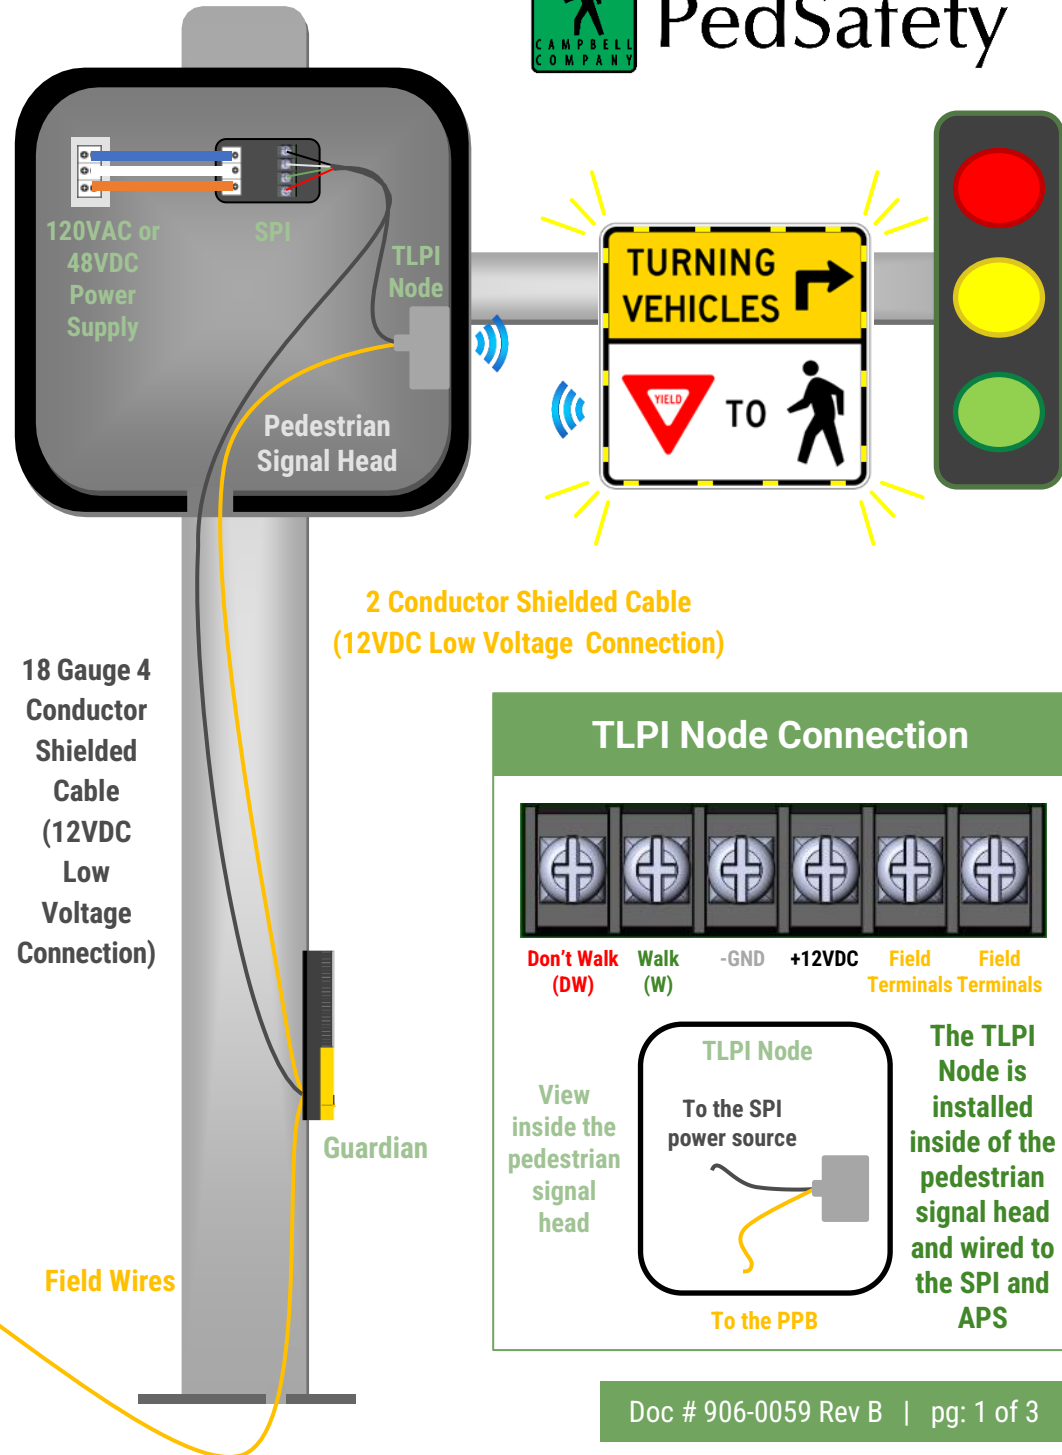 CAMPBELL
COMPANY
PedSafety
120VAC or
48VDC
Power
Supply
SPI
TLPI
Node
Pedestrian
Signal Head
TURNING
VEHICLES
YIELD
TO
2 Conductor Shielded Cable
(12VDC Low Voltage Connection)
18 Gauge 4
Conductor
Shielded
Cable
(12VDC
Low
Voltage
Connection)
Guardian
Field Wires
TLPI Node Connection
Don't Walk
(DW)
Walk
(W)
-GND
+12VDC
Field
Terminals
Field
Terminals
View
inside the
pedestrian
signal
head
TLPI Node
To the SPI
power source
To the PPB
The TLPI
Node is
installed
inside of the
pedestrian
signal head
and wired to
the SPI and
APS
Doc # 906-0059 Rev B | pg: 1 of 3